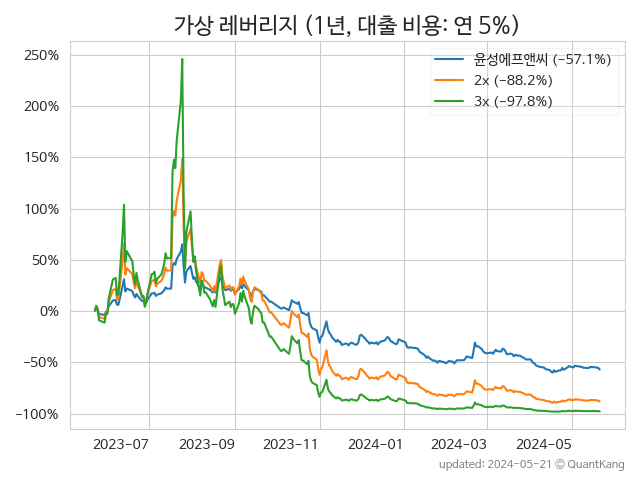 가상 레버리지 (1년, 대출 비용: 연 5%)
250%
200%
150%
100%
50%
0%
−50%
−100%
윤성에프앤씨 (−57.1%)
2x (−88.2%)
3x (−97.8%)
2023-07
2023-09
2023-11
2024-01
2024-03
2024-05
updated: 2024-05-21 © QuantKang